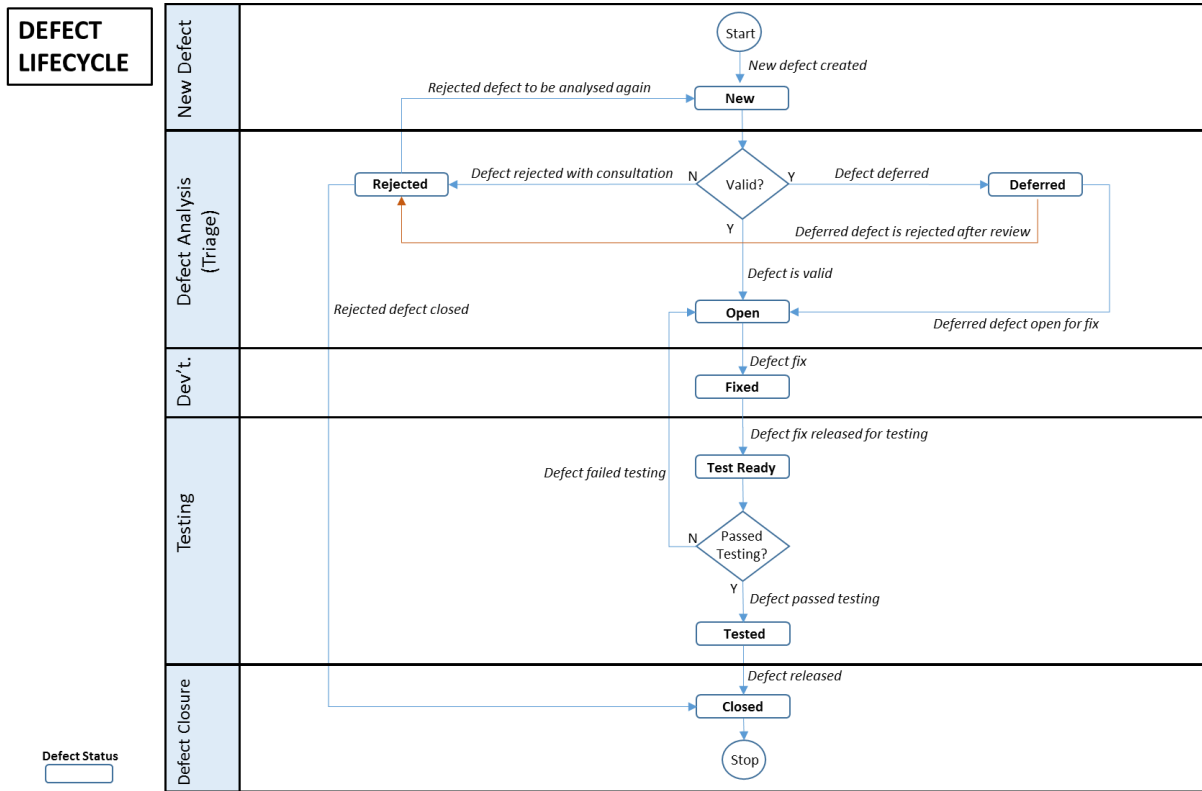 DEFECT
LIFECYCLE
New Defect
Start
New defect created
Rejected defect to be analysed again
New
Defect Analysis
(Triage)
Rejected
Defect rejected with consultation
N
Valid?
Y
Defect deferred
Deferred
Y
Deferred defect is rejected after review
Defect is valid
Rejected defect closed
Open
Deferred defect open for fix
Dev't.
Defect fix
Fixed
Testing
Defect fix released for testing
Defect failed testing
Test Ready
N
Passed
Testing?
Y
Defect passed testing
Tested
Defect Closure
Defect released
Closed
Stop
Defect Status